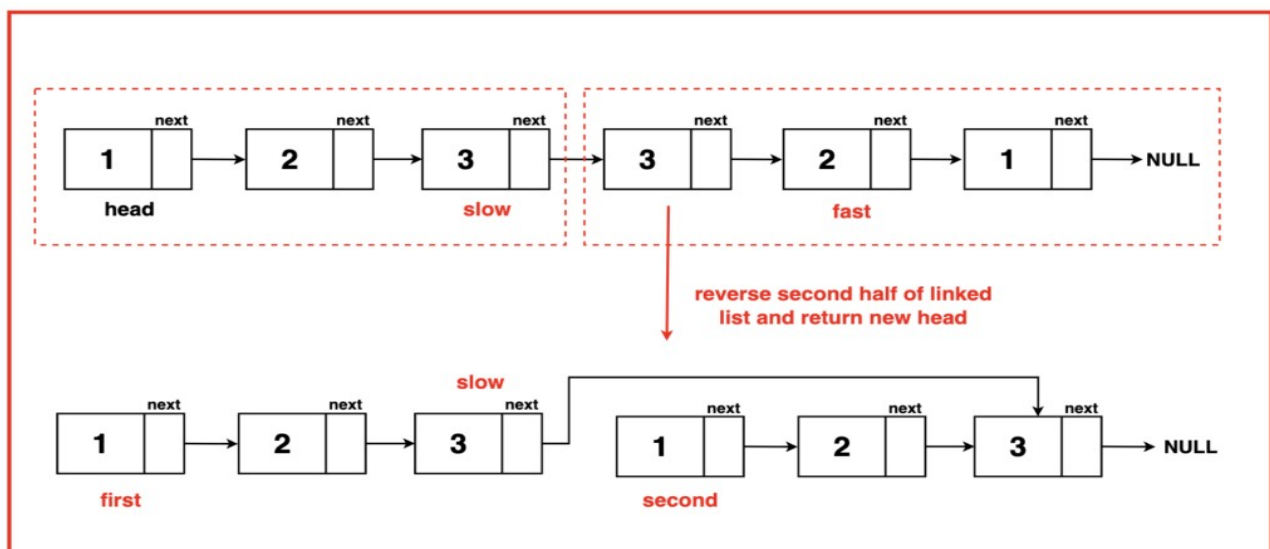 next next next next next next
1 2 3 3 2 1 NULL
head slow fast
reverse second half of linked
list and return new head
slow
next next next next next next
1 2 3 1 2 3 NULL
first second